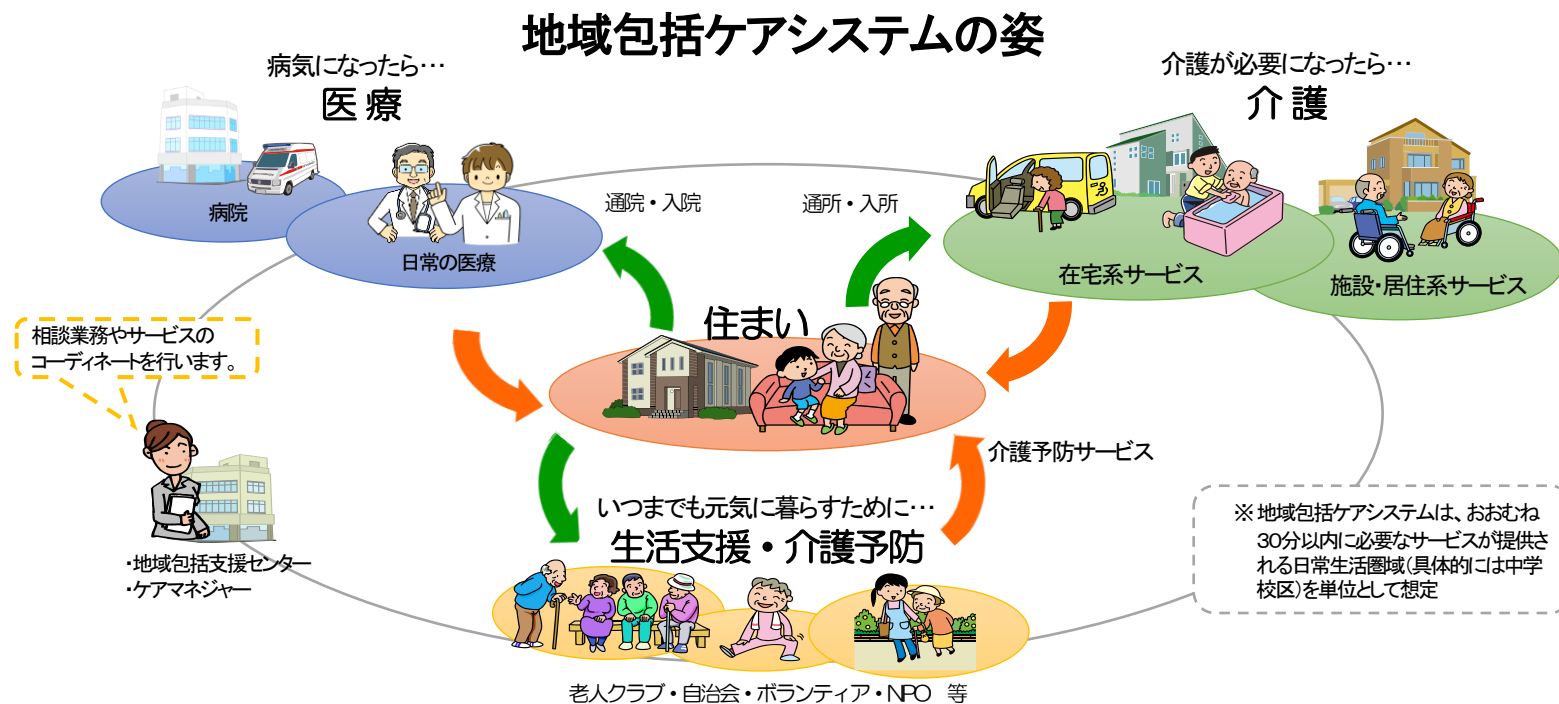 地域包括ケアシステムの姿
病気になったら…
医療
介護が必要になったら…
介護
病院
日常の医療
通院・入院
通所・入所
在宅系サービス
施設・居住系サービス
住まい
相談業務やサービスの
コーディネートを行います。
・地域包括支援センター
・ケアマネジャー
介護予防サービス
いつまでも元気に暮らすために…
生活支援・介護予防
老人クラブ・自治会・ボランティア・NPO 等
※ 地域包括ケアシステムは、おおむね
30分以内に必要なサービスが提供さ
れる日常生活圏域(具体的には中学
校区)を単位として想定